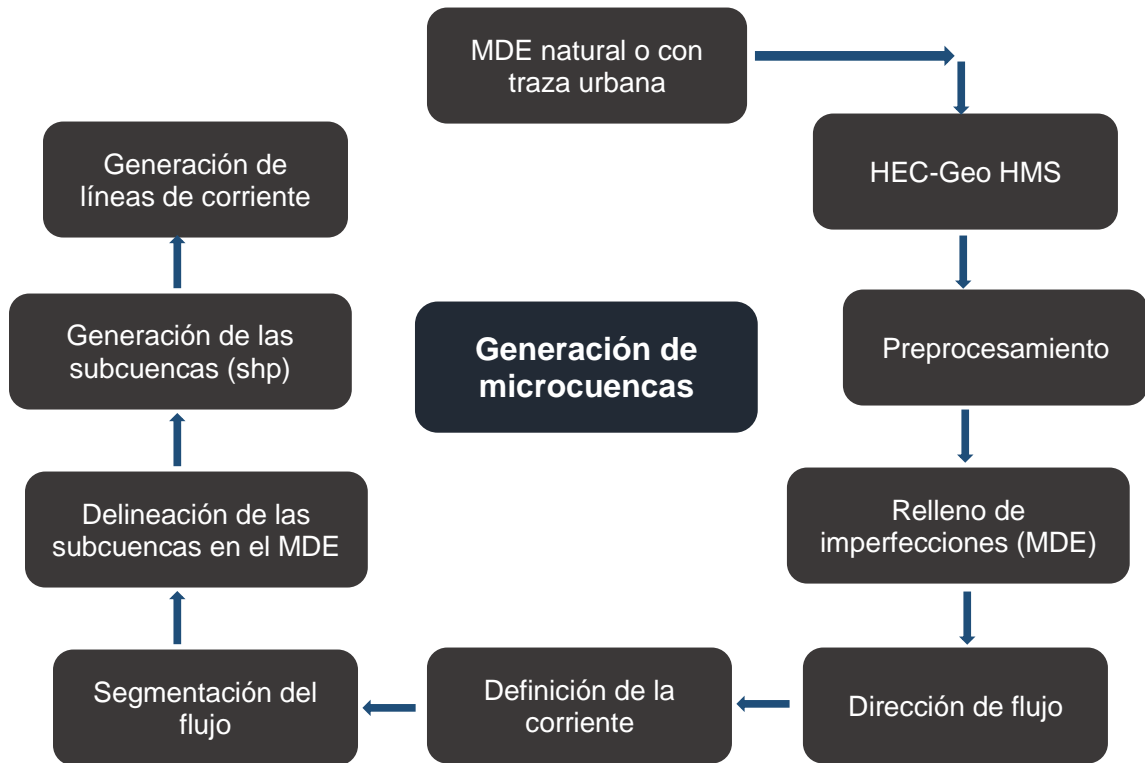 MDE natural o con
traza urbana
HEC-Geo HMS
Preprocesamiento
Relleno de
imperfecciones (MDE)
Dirección de flujo
Definición de la
corriente
Segmentación del
flujo
Delineación de las
subcuencas en el MDE
Generación de las
subcuencas (shp)
Generación de
líneas de corriente
Generación de
microcuencas